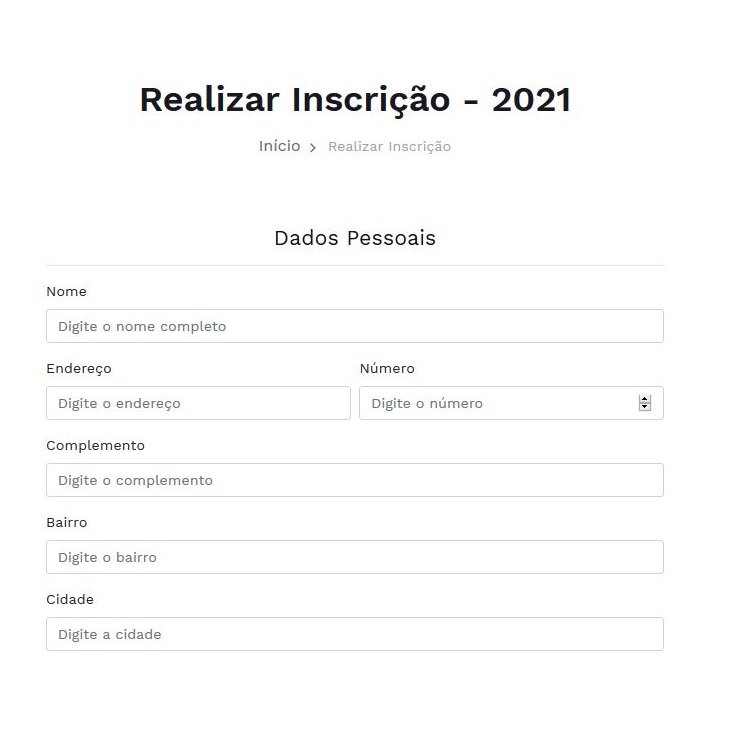 Realizar Inscrição - 2021
Início > Realizar Inscrição
Dados Pessoais
Nome
Digite o nome completo
Endereço Número
Digite o endereço Digite o número
Complemento
Digite o complemento
Bairro
Digite o bairro
Cidade
Digite a cidade